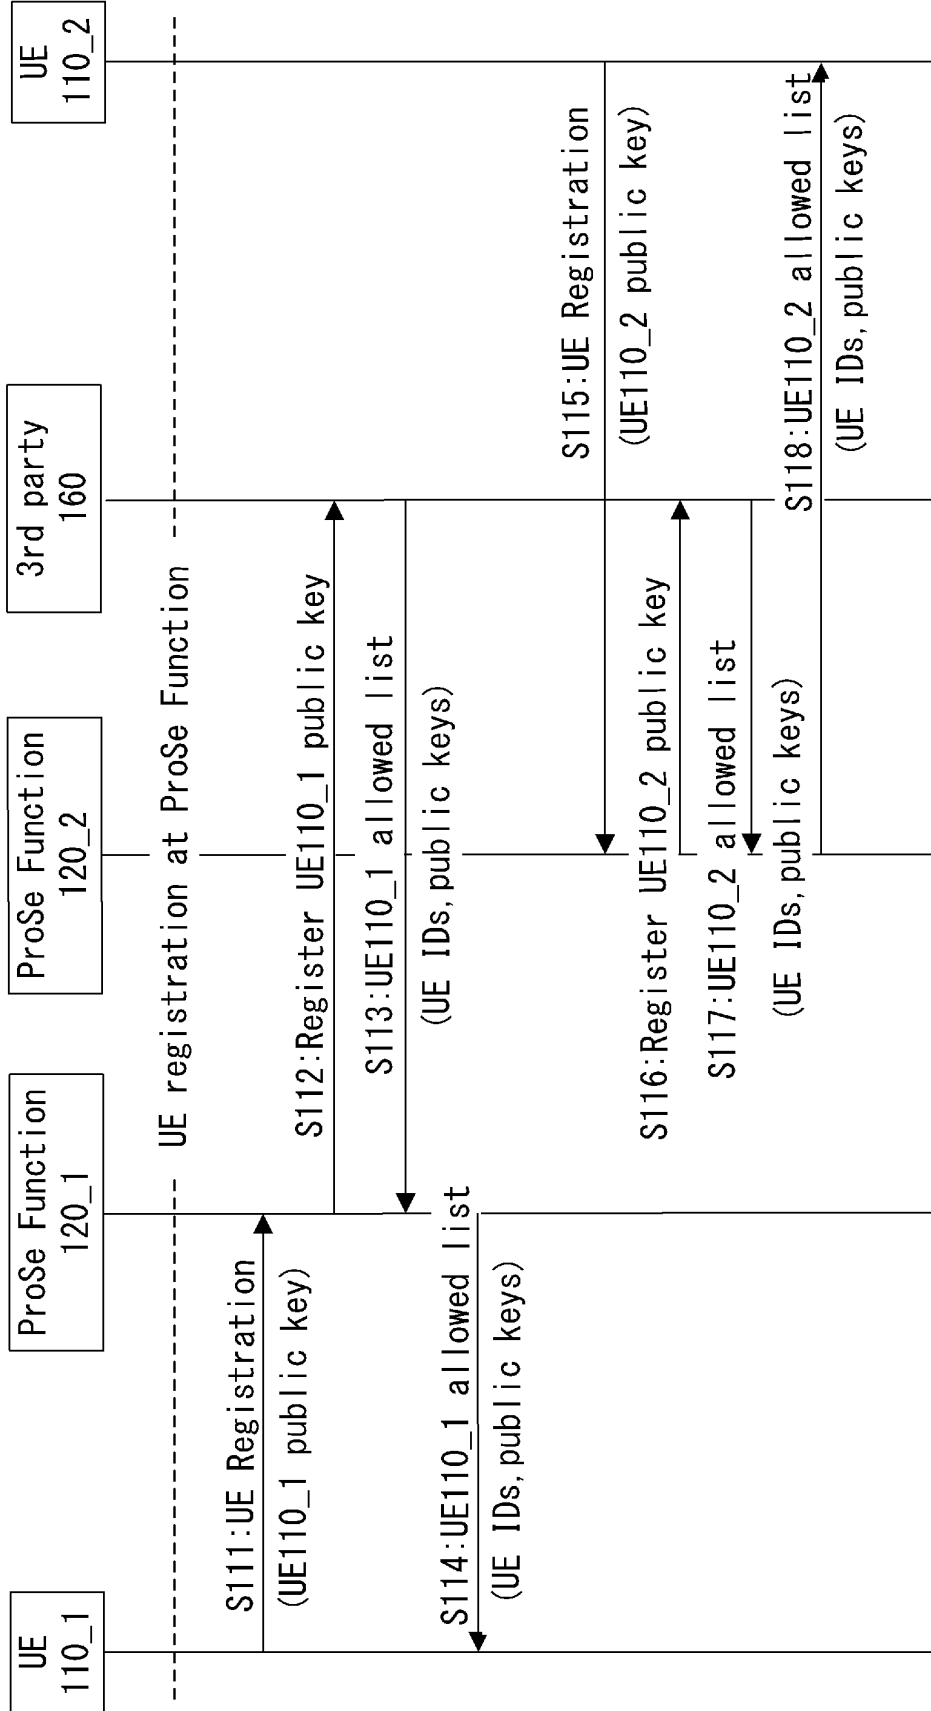 UE
110_1
ProSe Function
120_1
ProSe Function
120_2
3rd party
160
UE
110_2
UE registration at ProSe Function
S111:UE Registration
(UE110_1 public key)
S112:Register UE110_1 public key
S113:UE110_1 allowed list
(UE IDs,public keys)
S114:UE110_1 allowed list
(UE IDs,public keys)
S115:UE Registration
(UE110_2 public key)
S116:Register UE110_2 public key
S117:UE110_2 allowed list
(UE IDs,public keys)
S118:UE110_2 allowed list
(UE IDs,public keys)